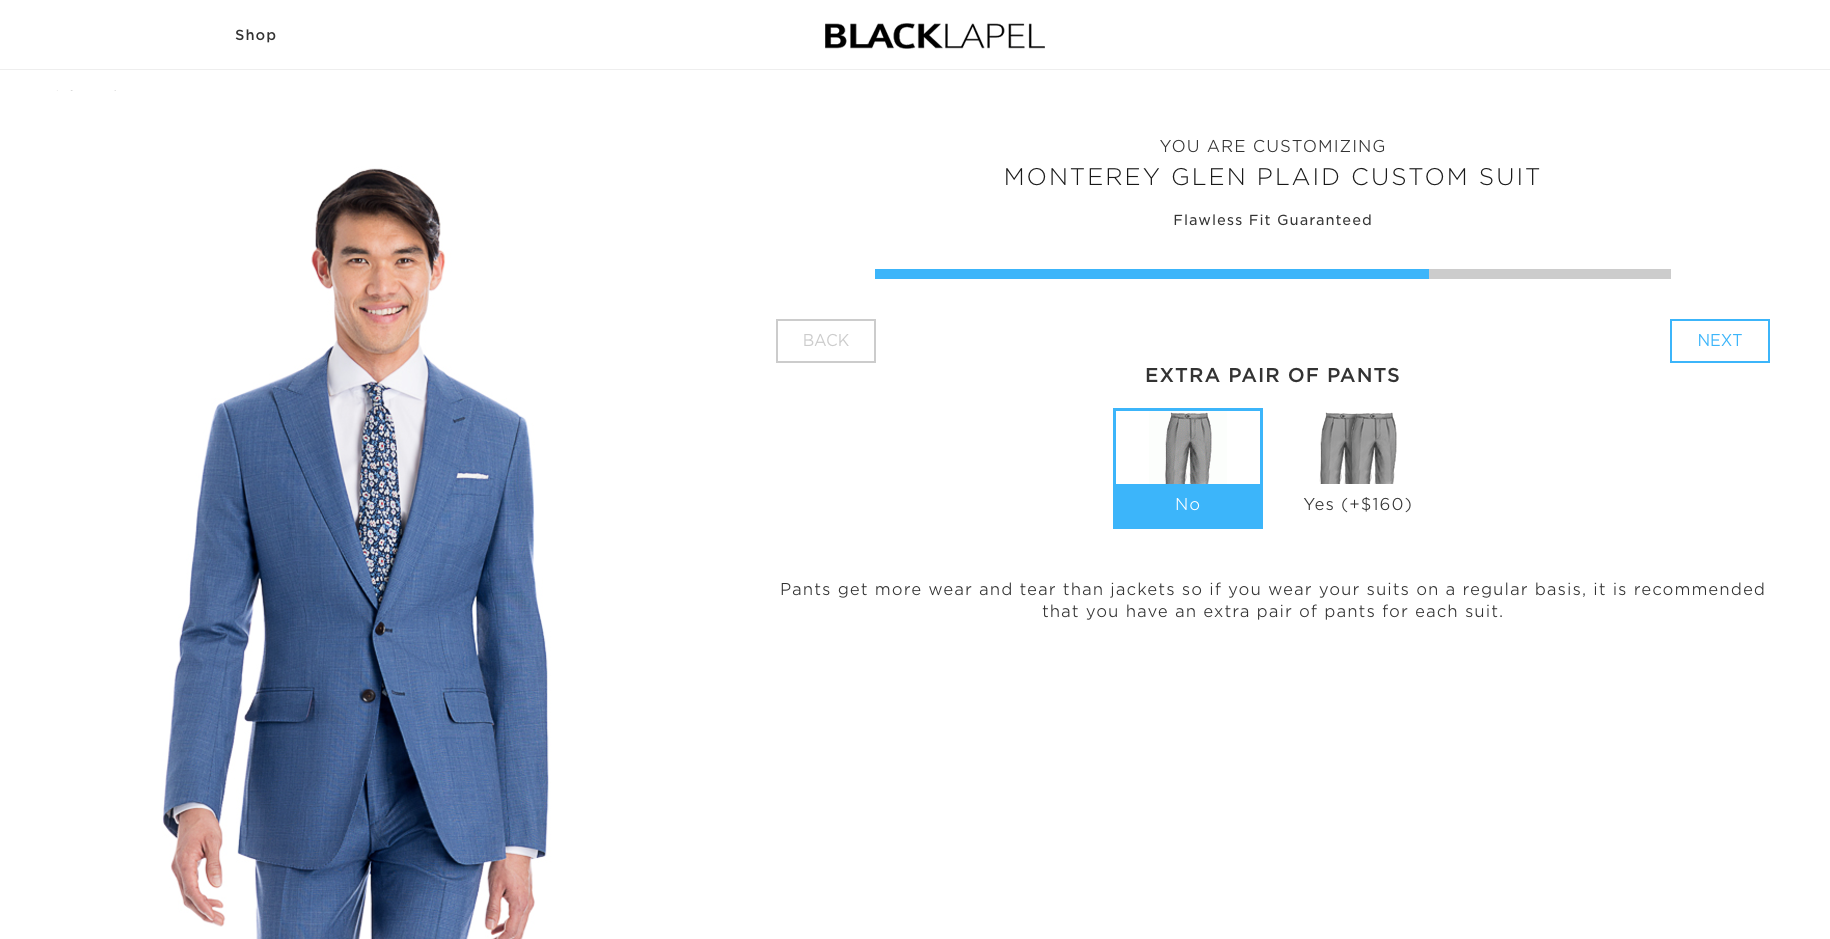 Shop
BLACKLAPEL
YOU ARE CUSTOMIZING
MONTEREY GLEN PLAID CUSTOM SUIT
Flawless Fit Guaranteed
BACK
NEXT
EXTRA PAIR OF PANTS
No
Yes (+$160)
Pants get more wear and tear than jackets so if you wear your suits on a regular basis, it is recommended
that you have an extra pair of pants for each suit.